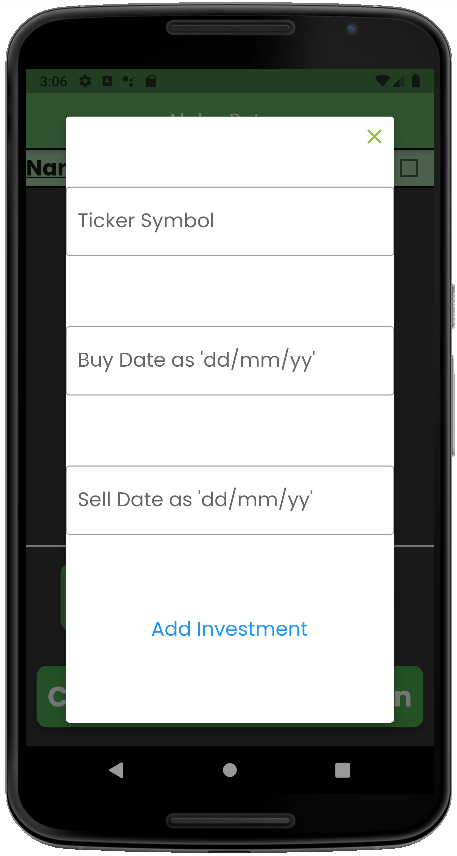 3:06
Nar
Ticker Symbol
Buy Date as 'dd/mm/yy'
Sell Date as 'dd/mm/yy'
Add Investment
C
n